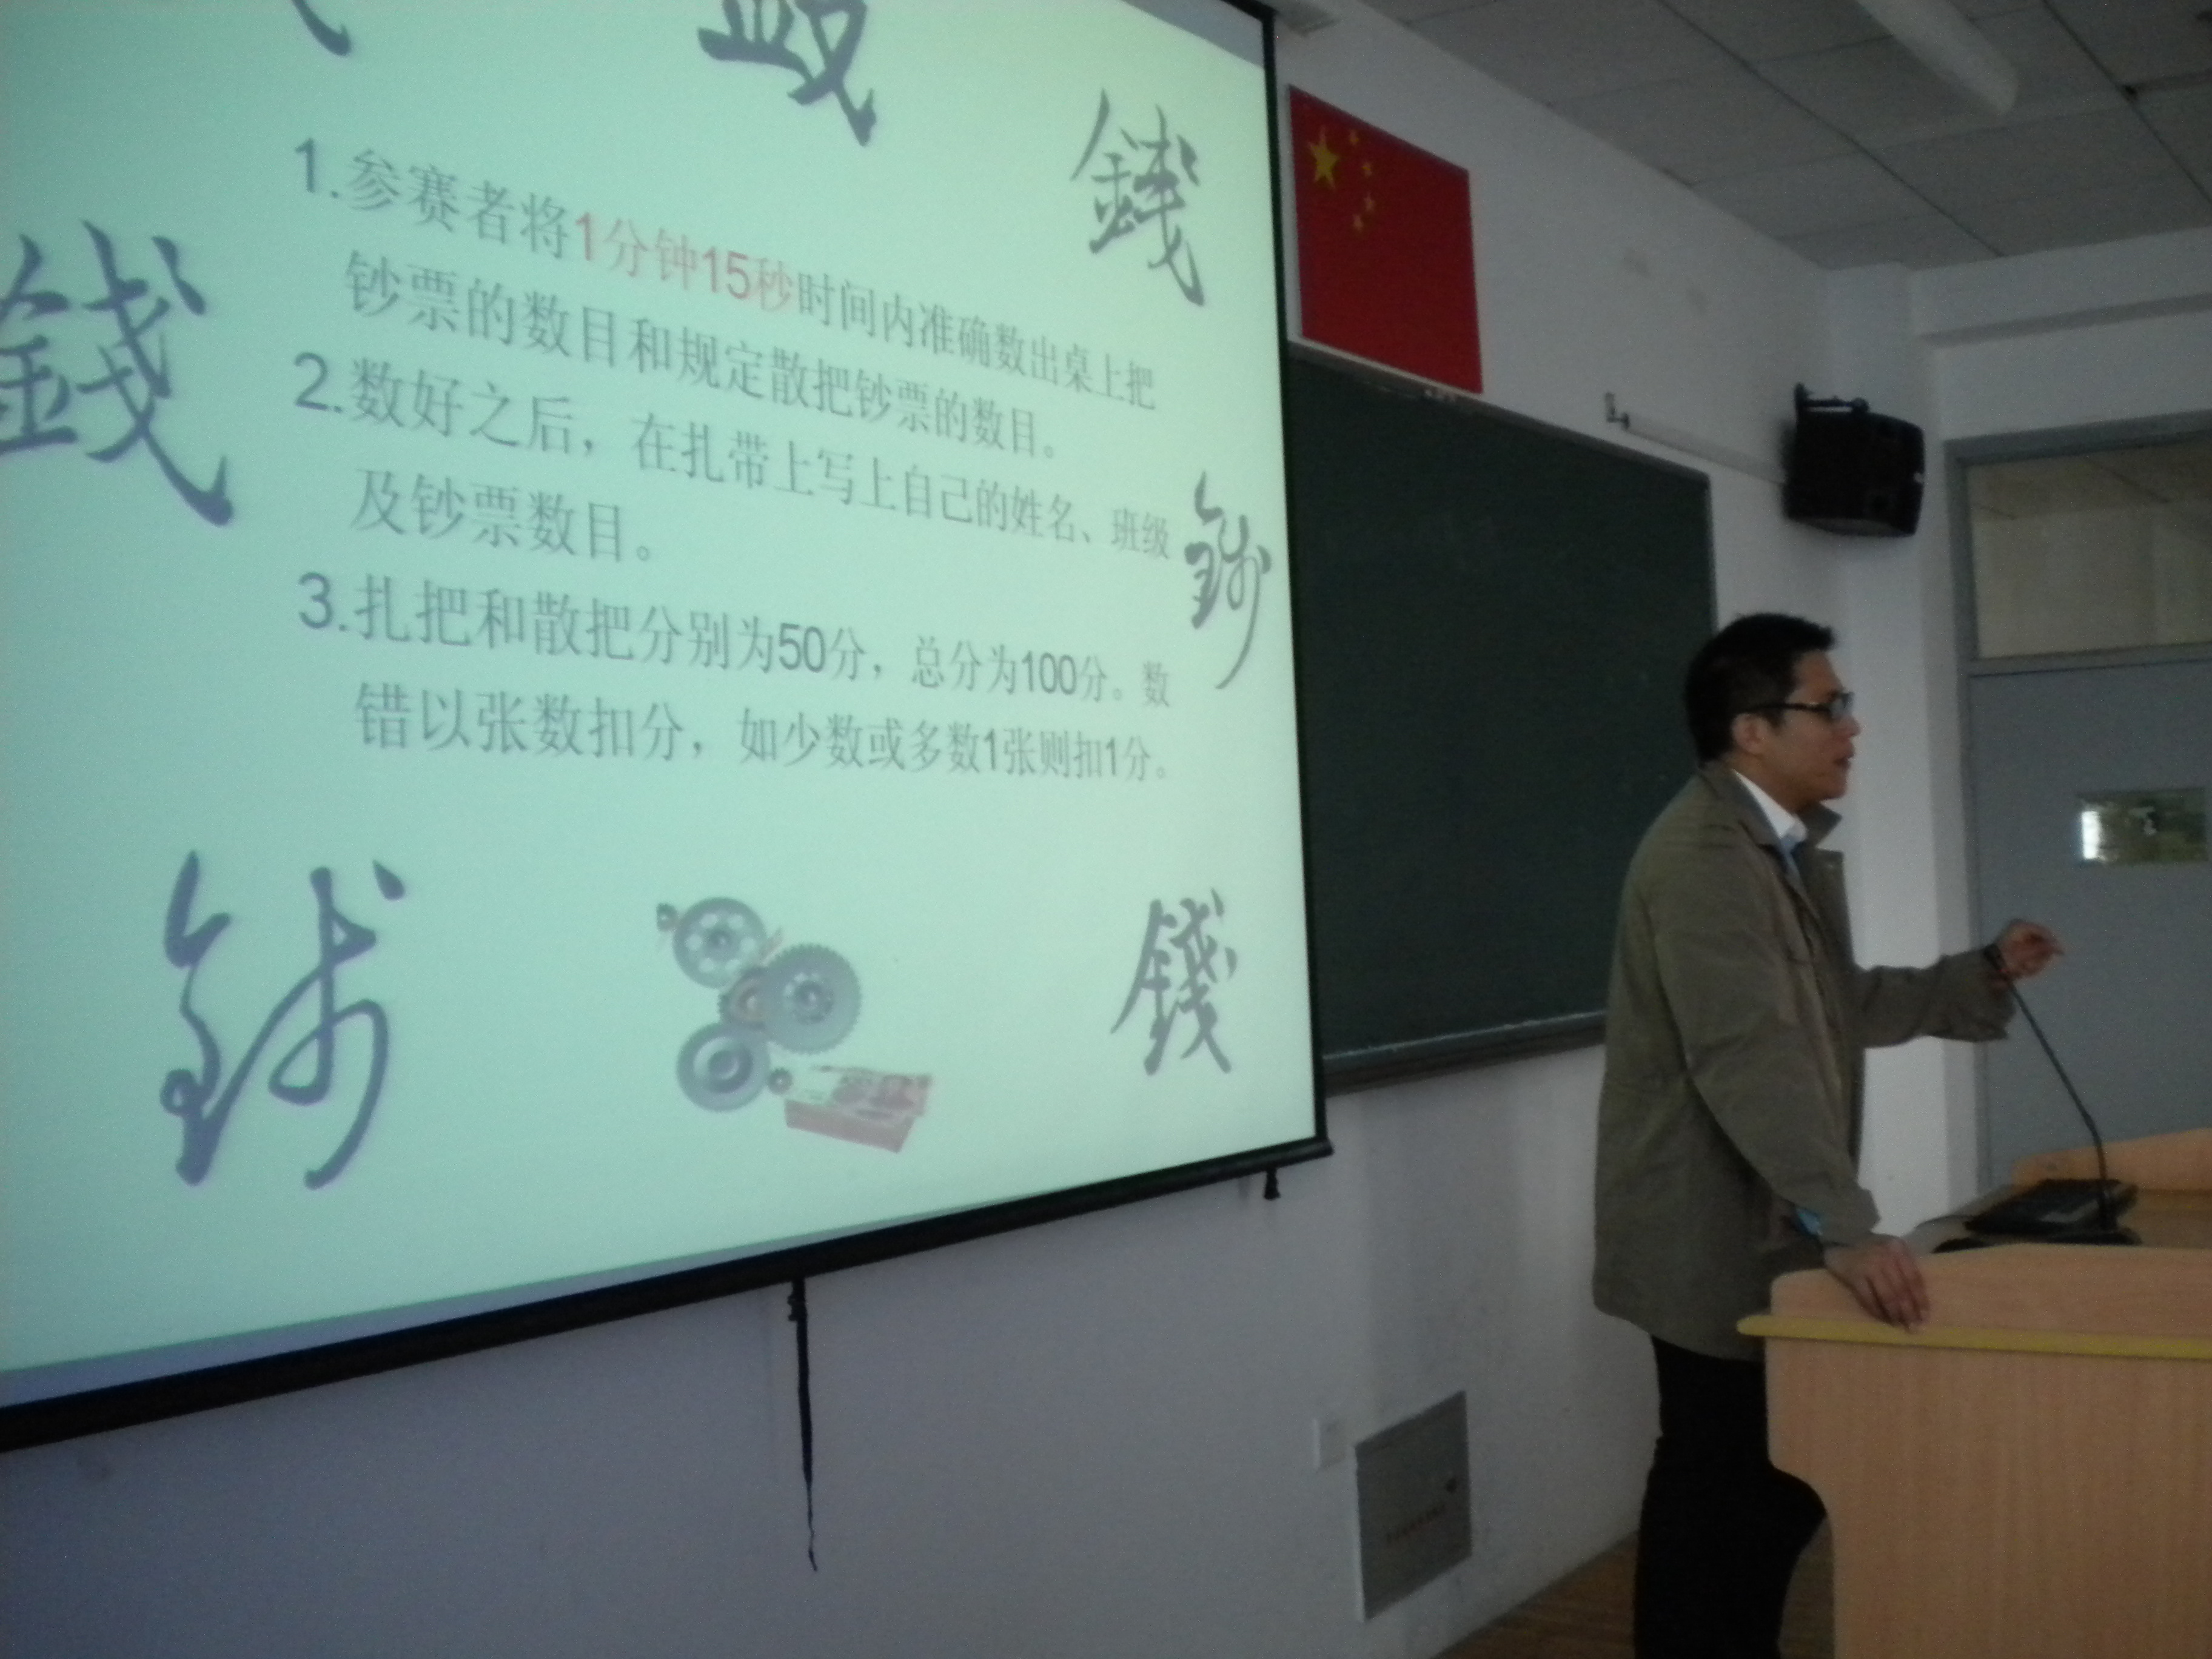 錢
錢
錢
1.参赛者将1分钟15秒时间内准确数出桌上把
钞票的数目和规定散把钞票的数目。
2.数好之后，在扎带上写上自己的姓名、班级
及钞票数目。
3.扎把和散把分别为50分，总分为100分。数
错以张数扣分，如少数或多数1张则扣1分。
錢
錢
錢